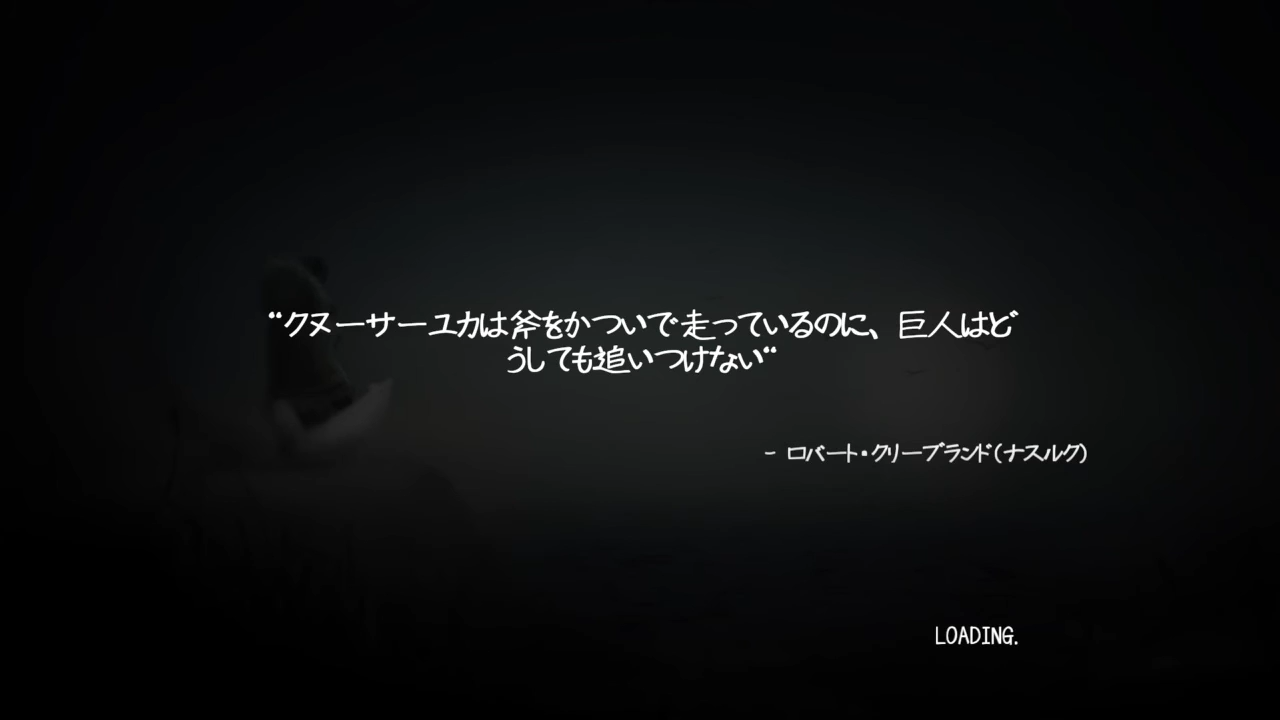 “クヌーサーユカは斧をかついで走っているのに、巨人はど
うしても追いつけない“
- ロバート・クリーブランド(ナスルク)
LOADING.